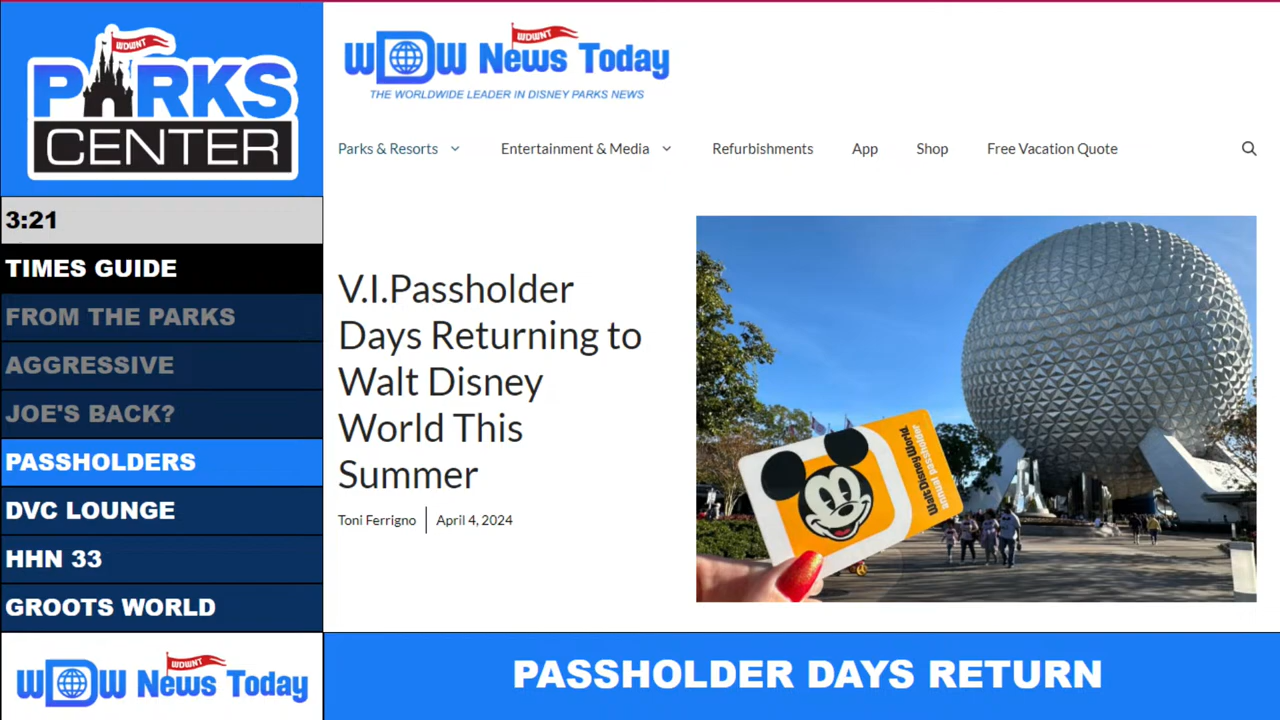 WDWNT
PARKS
CENTER
3:21
TIMES GUIDE
FROM THE PARKS
AGGRESSIVE
JOE'S BACK?
PASSHOLDERS
DVC LOUNGE
HHN 33
GROOTS WORLD
WDWNT
WDW News Today
WDWNT
WDW News Today
THE WORLDWIDE LEADER IN DISNEY PARKS NEWS
Parks & Resorts
Entertainment & Media
Refurbishments
App
Shop
Free Vacation Quote
V.I.Passholder
Days Returning to
Walt Disney
World This
Summer
Toni Ferrigno
April 4, 2024
Walt Disney World.
annual passholder
PASSHOLDER DAYS RETURN